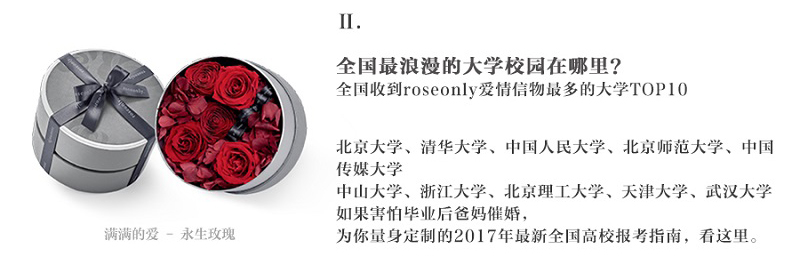 II.
全国最浪漫的大学校园在哪里?
全国收到roseonly爱情信物最多的大学TOP10
北京大学、清华大学、中国人民大学、北京师范大学、中国
传媒大学
中山大学、浙江大学、北京理工大学、天津大学、武汉大学
如果害怕毕业后爸妈催婚，
为你量身定制的2017年最新全国高校报考指南，看这里。
满满的爱 - 永生玫瑰